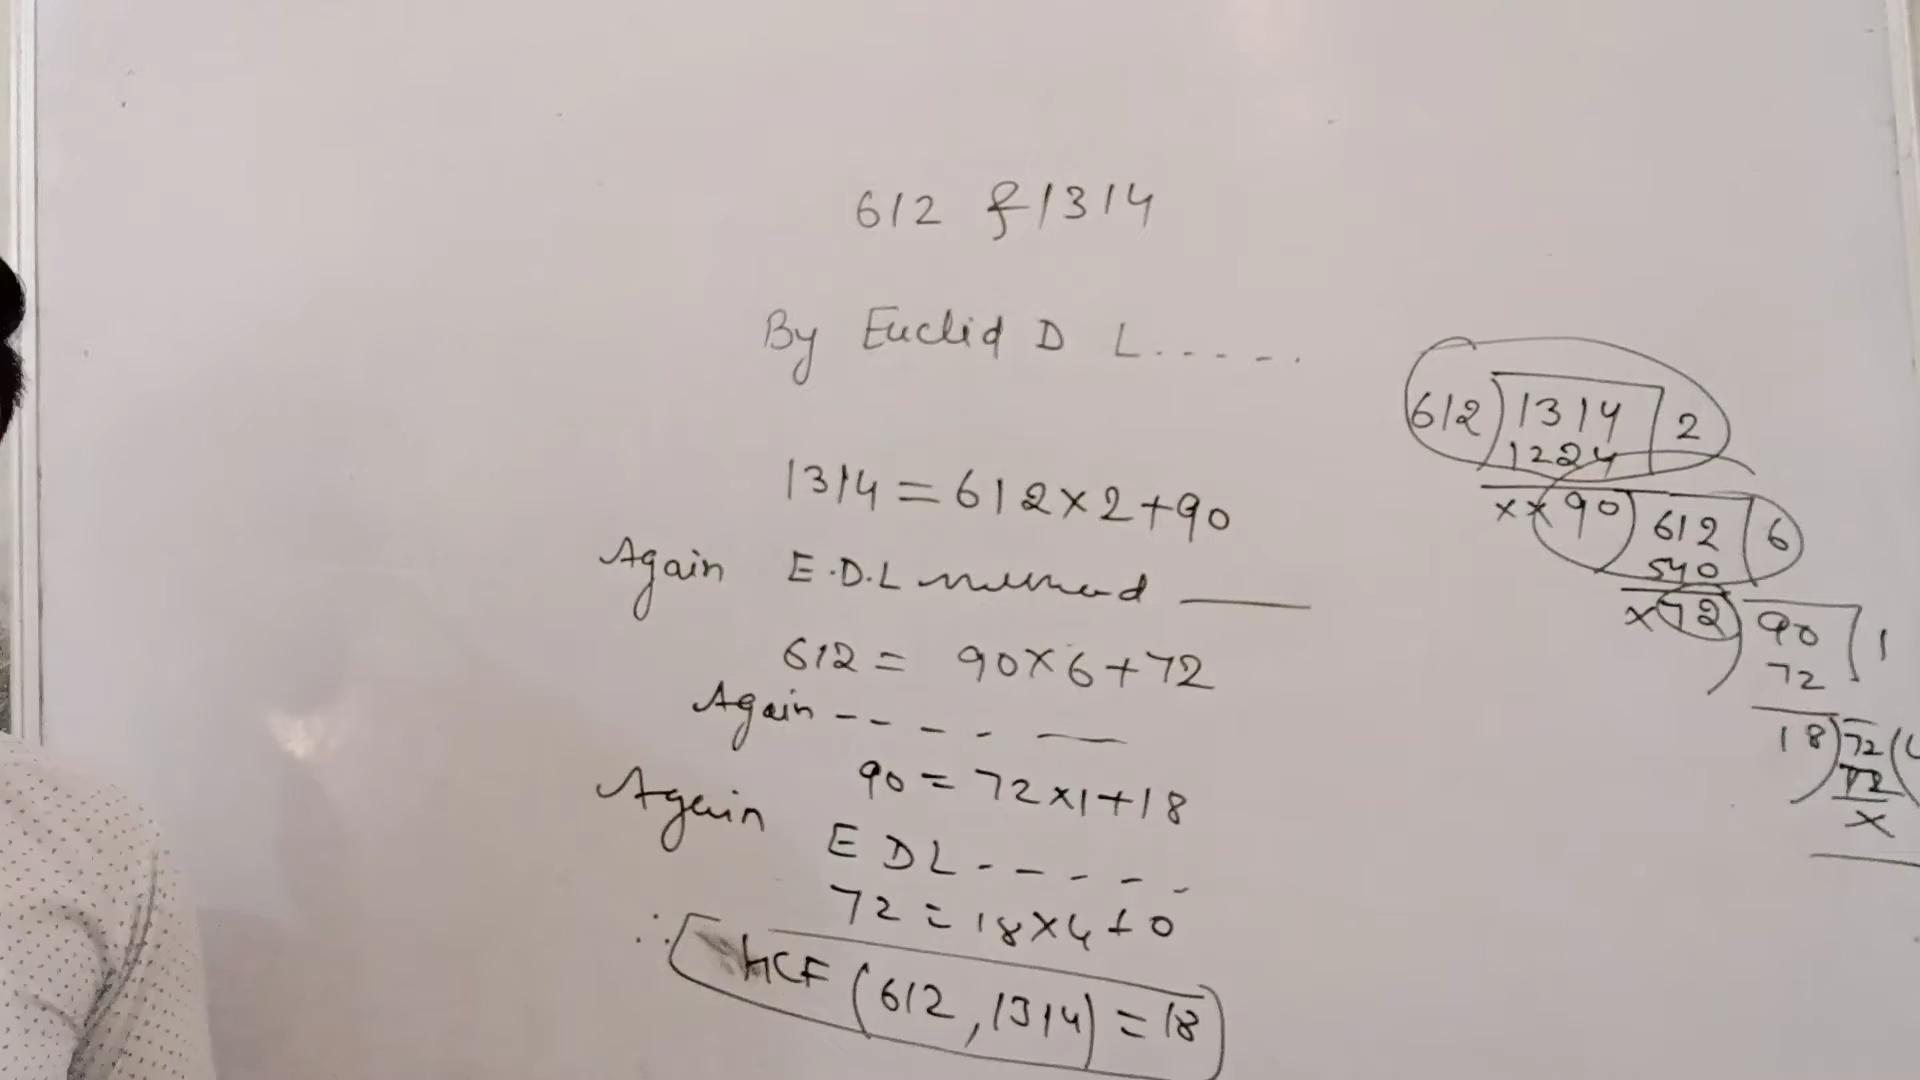 612 & 1314
By Euclid D L.....
1314 = 612×2+90
Again E.D.L method ___
612 = 90×6+72
Again -- - - —
90 = 72×1+18
Again E D L - - - - -
72 = 18×4+0
∴ HCF (612, 1314) = 18
612) 1314 (2
1224
××90) 612 (6
540
×72) 90 (1
72
18) 72 (
72
×